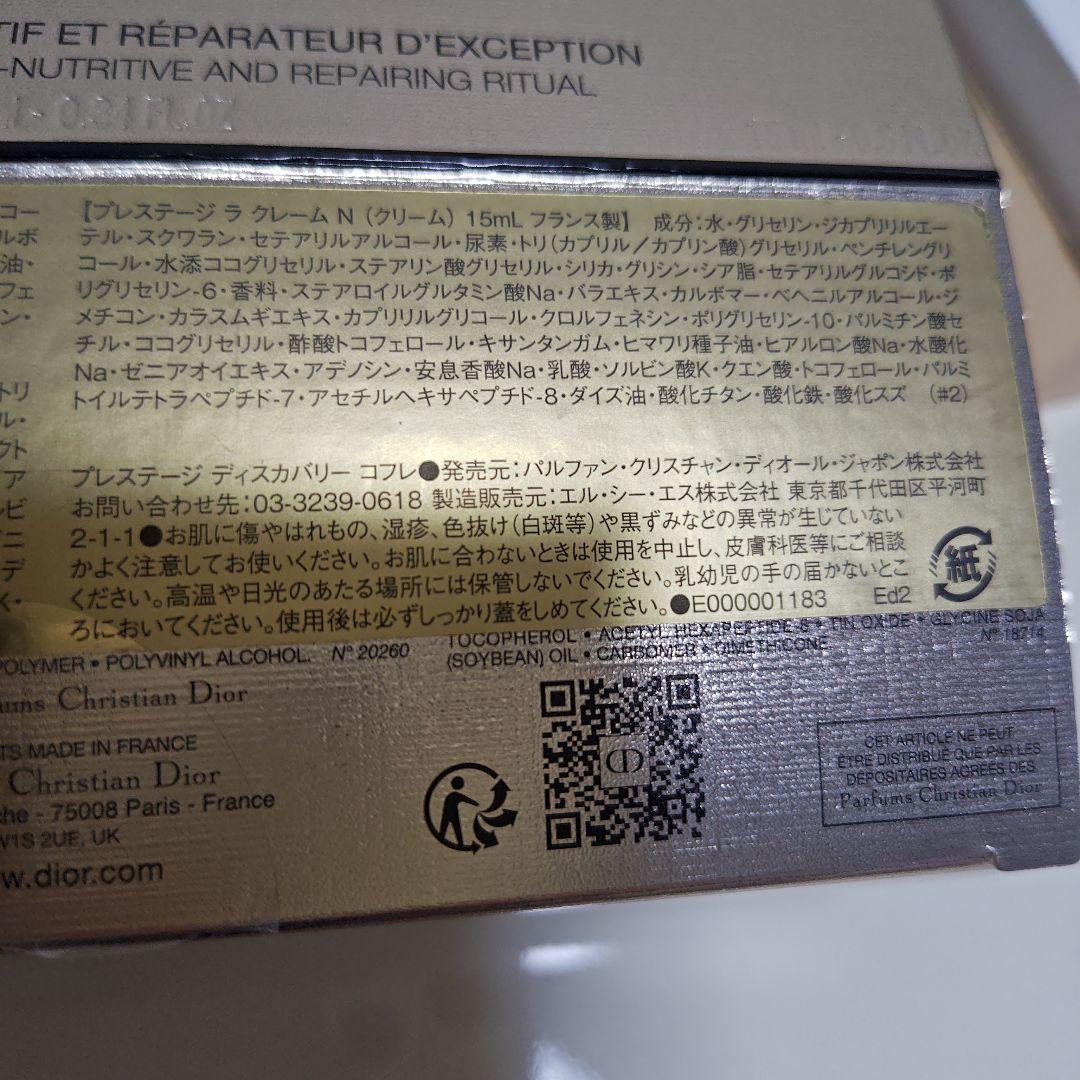 TIF ET RÉPARATEUR D'EXCEPTION
-NUTRITIVE AND REPAIRING RITUAL
0.34 FL.OZ
コー
ルボ
油・
フェ
ン・
トリ
ル・
クト
ア
ルビ
デ
【プレステージ ラ クレーム N（クリーム）15mL フランス製】 成分：水・グリセリン・ジカプリリルエー
テル・スクワラン・セテアリルアルコール・尿素・トリ（カプリル／カプリン酸）グリセリル・ペンチレングリ
コール・水添ココグリセリル・ステアリン酸グリセリル・シリカ・グリシン・シア脂・セテアリルグルコシド・ポ
リグリセリン-6・香料・ステアロイルグルタミン酸Na・バラエキス・カルボマー・ベヘニルアルコール・ジ
メチコン・カラスムギエキス・カプリリルグリコール・クロルフェネシン・ポリグリセリン-10・パルミチン酸セ
チル・ココグリセリル・酢酸トコフェロール・キサンタンガム・ヒマワリ種子油・ヒアルロン酸Na・水酸化
Na・ゼニアオイエキス・アデノシン・安息香酸Na・乳酸・ソルビン酸K・クエン酸・トコフェロール・パルミ
トイルテトラペプチド-7・アセチルヘキサペプチド-8・ダイズ油・酸化チタン・酸化鉄・酸化スズ （#2）
プレステージ ディスカバリー コフレ●発売元：パルファン・クリスチャン・ディオール・ジャポン株式会社
お問い合わせ先：03-3239-0618 製造販売元：エル・シー・エス株式会社 東京都千代田区平河町
2-1-1●お肌に傷やはれもの、湿疹、色抜け（白斑等）や黒ずみなどの異常が生じていない
かよく注意してお使いください。お肌に合わないときは使用を中止し、皮膚科医等にご相談
ください。高温や日光のあたる場所には保管しないでください。乳幼児の手の届かないとこ
ろにおいてください。使用後は必ずしっかり蓋をしめてください。●E000001183 Ed2
紙
POLYMER • POLYVINYL ALCOHOL. N° 20260
TOCOPHEROL • ACETYL HEXAPEPTIDE-8 • TIN OXIDE • GLYCINE SOJA
(SOYBEAN) OIL • CARBOMER • DIMETHICONE
N° 18714
ums Christian Dior
TS MADE IN FRANCE
Christian Dior
che - 75008 Paris - France
W1S 2UE, UK
w.dior.com
CET ARTICLE NE PEUT
ÊTRE DISTRIBUÉ QUE PAR LES
DÉPOSITAIRES AGRÉÉS DES
Parfums Christian Dior